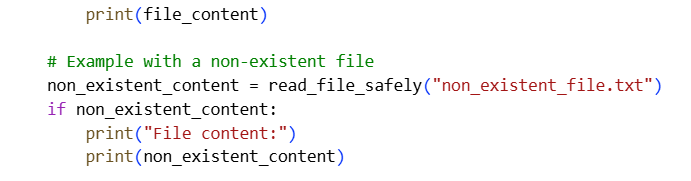 print(file_content)

# Example with a non-existent file
non_existent_content = read_file_safely("non_existent_file.txt")
if non_existent_content:
    print("File content:")
    print(non_existent_content)